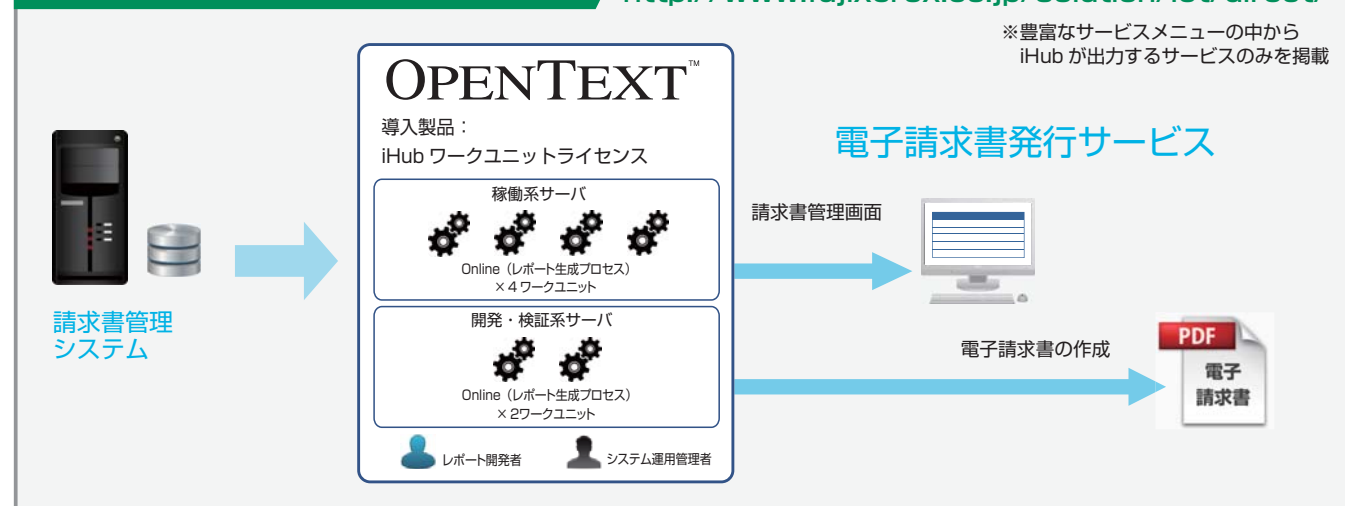 ※豊富なサービスメニューの中から
iHub が出力するサービスのみを掲載
OPENTEXT™
導入製品：
iHub ワークユニットライセンス
稼働系サーバ
Online（レポート生成プロセス）
×４ワークユニット
開発・検証系サーバ
Online（レポート生成プロセス）
×2ワークユニット
レポート開発者
システム運用管理者
請求書管理
システム
電子請求書発行サービス
請求書管理画面
電子請求書の作成
PDF
電子
請求書